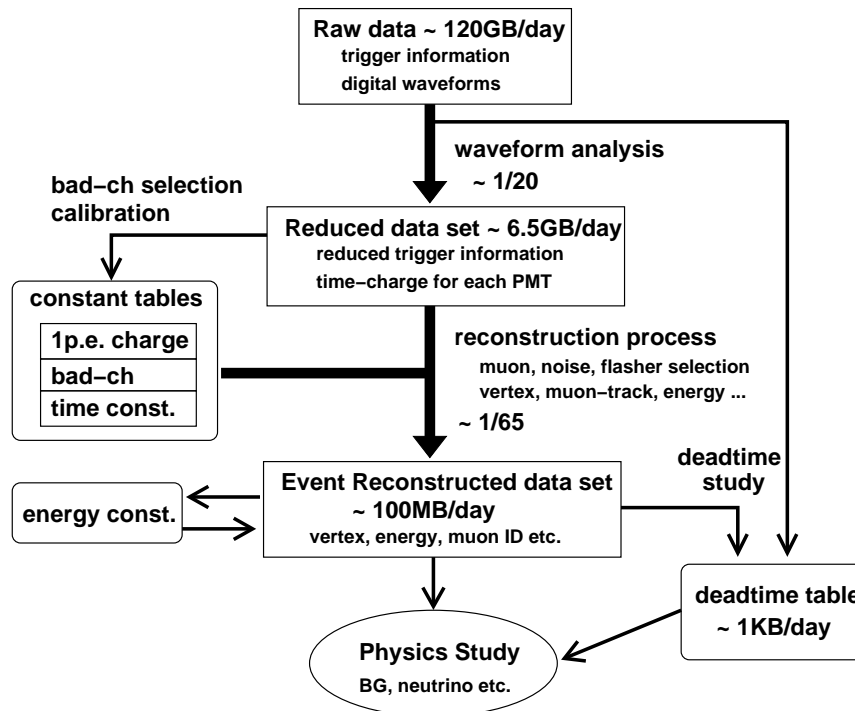 Raw data ~ 120GB/day
trigger information
digital waveforms
waveform analysis
~ 1/20
bad-ch selection
calibration
Reduced data set ~ 6.5GB/day
reduced trigger information
time-charge for each PMT
constant tables
1p.e. charge
bad-ch
time const.
reconstruction process
muon, noise, flasher selection
vertex, muon-track, energy ...
~ 1/65
deadtime
study
Event Reconstructed data set
~ 100MB/day
vertex, energy, muon ID etc.
energy const.
deadtime table
~ 1KB/day
Physics Study
BG, neutrino etc.